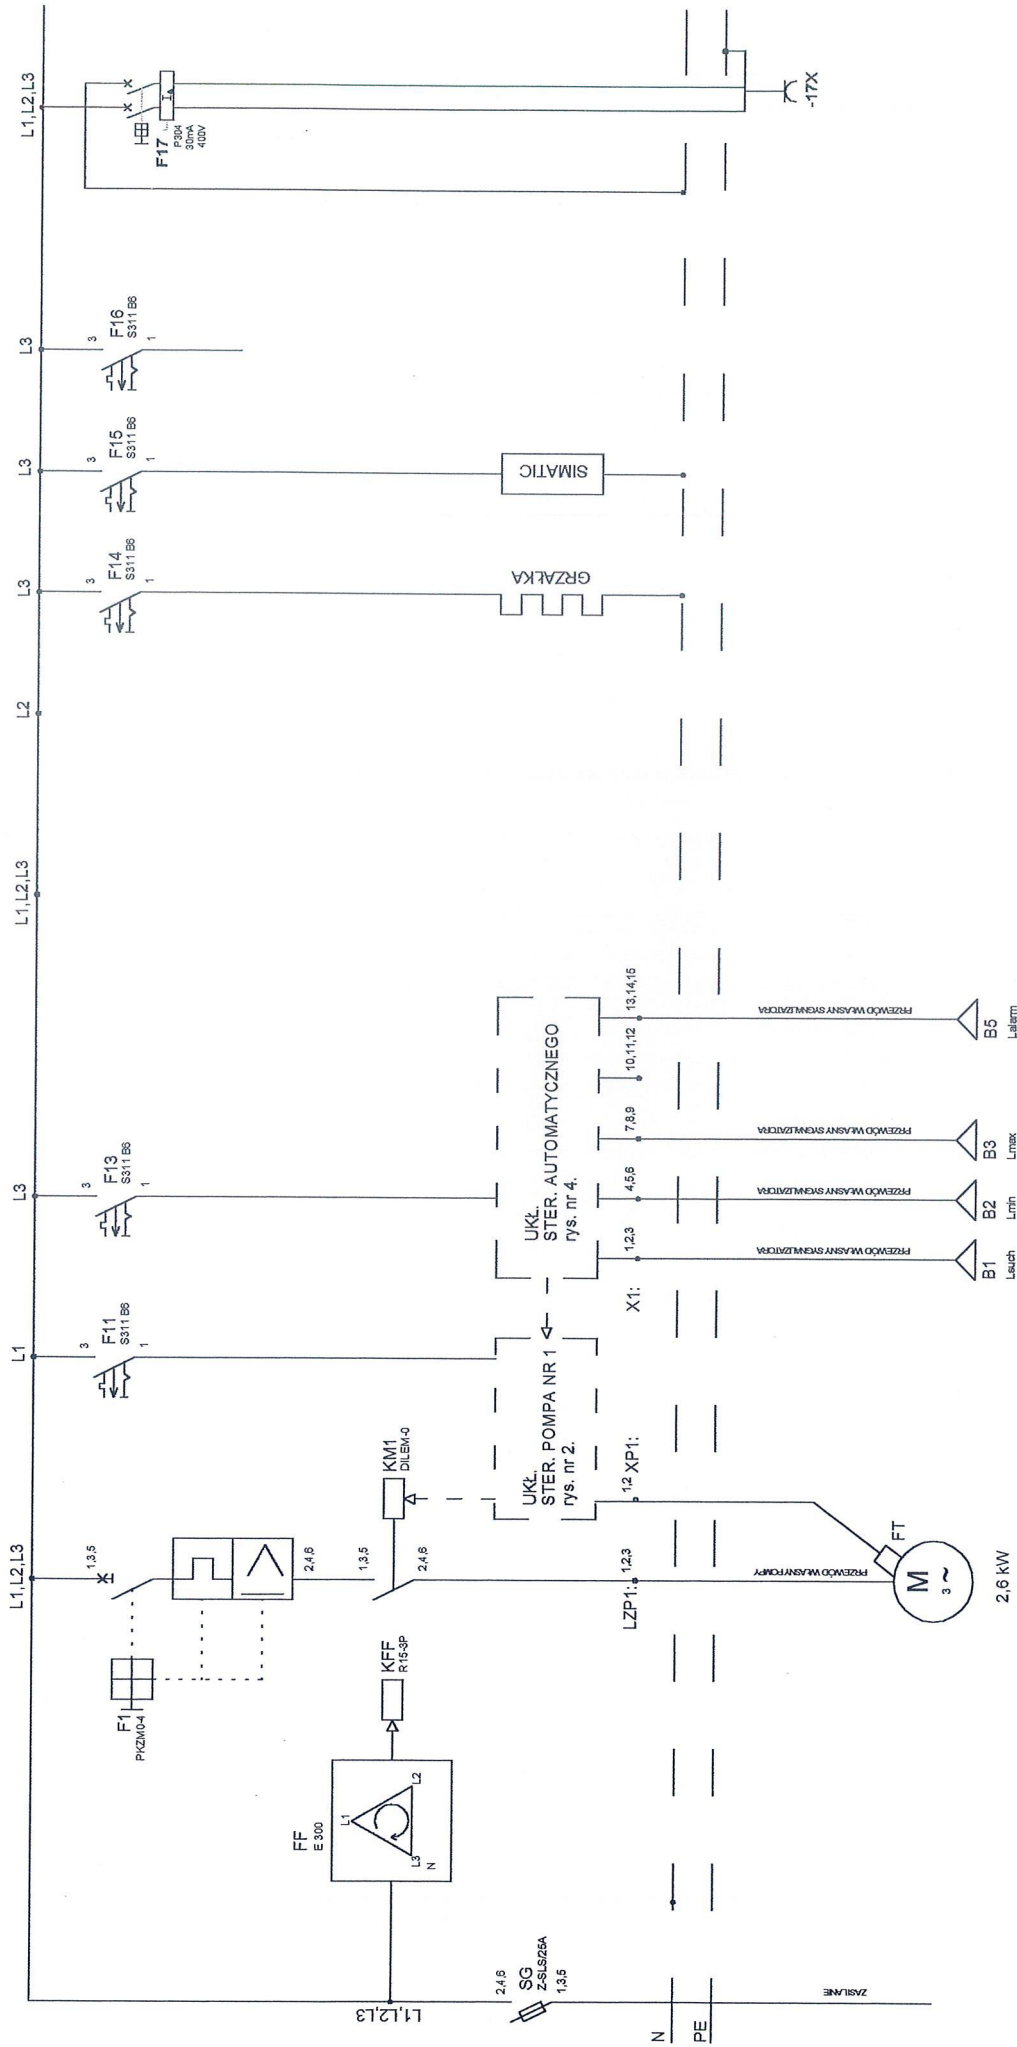 L1,L2,L3
F17
P304
30mA
400V
I
-17X
L3
3
F16
S311 B6
1
L3
3
F15
S311 B6
1
SIMATIC
L3
3
F14
S311 B6
1
GRZAŁKA
L2
L1,L2,L3
L3
3
F13
S311 B6
1
UKŁ.
STER. AUTOMATYCZNEGO
rys. nr 4.
13,14,15
10,11,12
7,8,9
4,5,6
1,2,3
X1:
PRZEWÓD WŁASNY SYGNALIZATORA
B5
Lalarm
PRZEWÓD WŁASNY SYGNALIZATORA
B3
Lmax
PRZEWÓD WŁASNY SYGNALIZATORA
B2
Lmin
PRZEWÓD WŁASNY SYGNALIZATORA
B1
Lsuch
L1
3
F11
S311 B6
1
UKŁ.
STER. POMPA NR 1
rys. nr 2.
1,2
XP1:
L1,L2,L3
1,3,5
F1
PKZM0-4
2,4,6
1,3,5
KM1
DILEM-0
2,4,6
LZP1:
1,2,3
PRZEWÓD WŁASNY POMPY
FT
M
3 ~
2,6 kW
KFF
R15-3P
FF
E 300
L1
L2
L3
N
L1,L2,L3
2,4,6
SG
Z-SLS/25A
1,3,5
N
PE
ZASILANIE